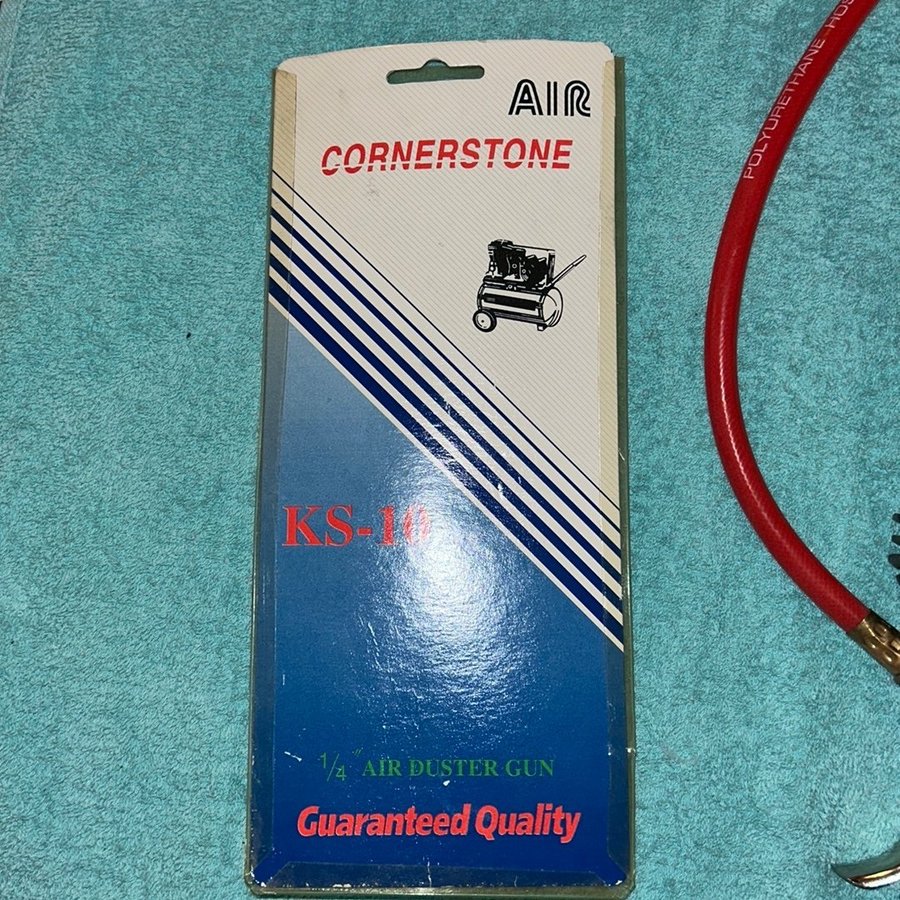 AIR
CORNERSTONE
KS-10
1/4" AIR DUSTER GUN
Guaranteed Quality
POLYURETHANE HOS